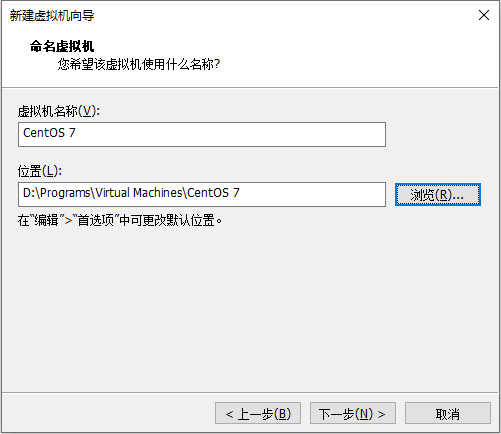 新建虚拟机向导
命名虚拟机
您希望该虚拟机使用什么名称?
虚拟机名称(V):
CentOS 7
位置(L):
D:\Programs\Virtual Machines\CentOS 7
浏览(R)...
在“编辑”>“首选项”中可更改默认位置。
< 上一步(B)
下一步(N) >
取消